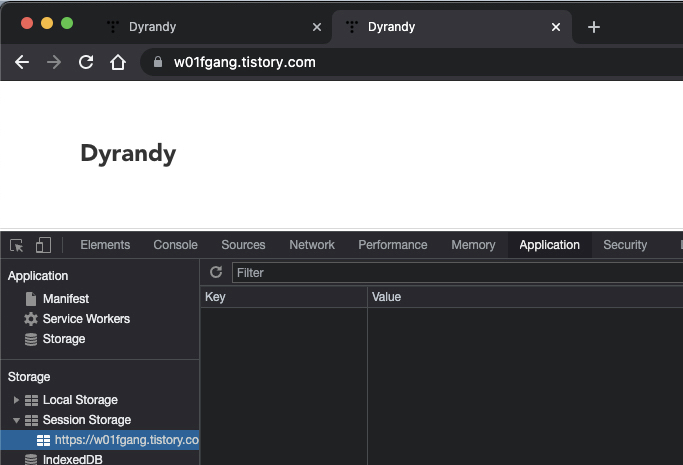 Dyrandy
Dyrandy
w01fgang.tistory.com
Dyrandy
Elements Console Sources Network Performance Memory Application Security
Application
Filter
Manifest
Key Value
Service Workers
Storage
Storage
Local Storage
Session Storage
https://w01fgang.tistory.co
IndexedDB